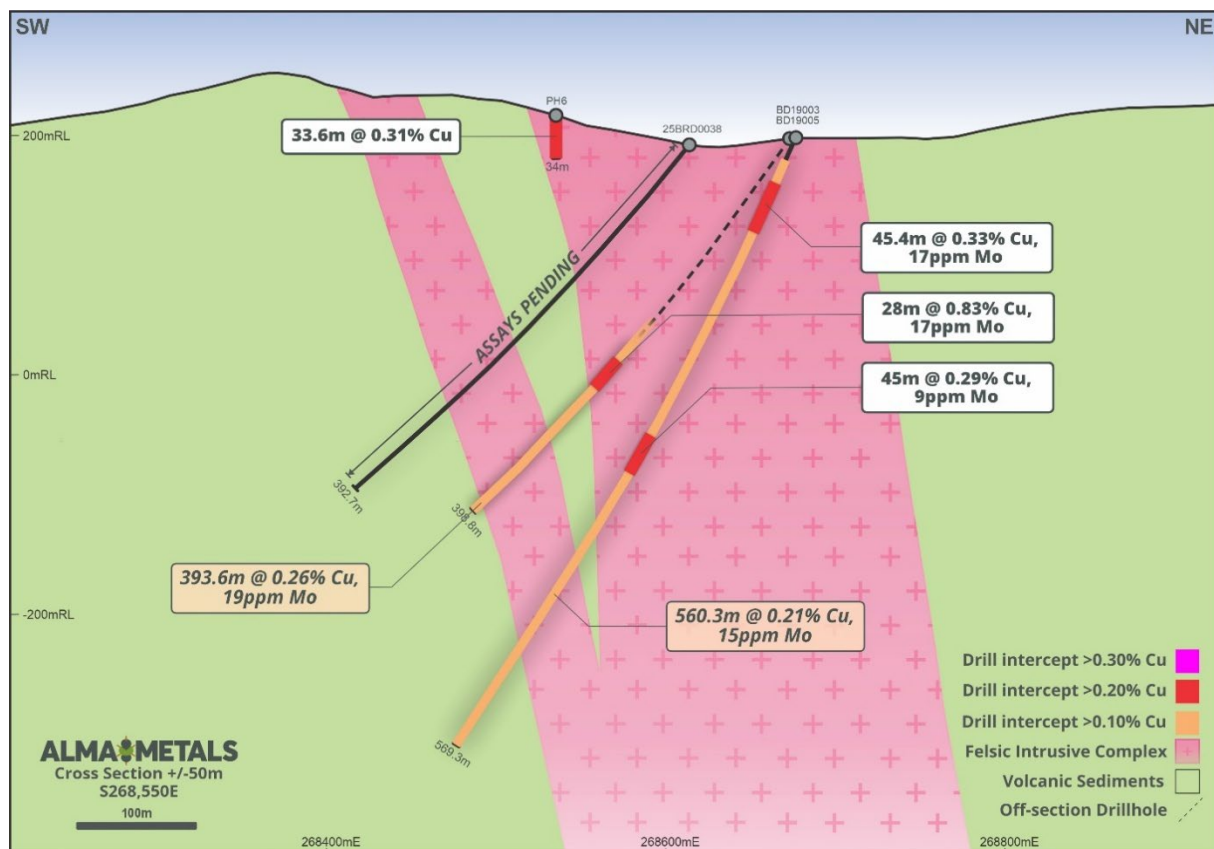 SW
NE
PH6
BD19003
BD19005
25BRD0038
200mRL
33.6m @ 0.31% Cu
34m
45.4m @ 0.33% Cu,
17ppm Mo
ASSAYS PENDING
28m @ 0.83% Cu,
17ppm Mo
0mRL
45m @ 0.29% Cu,
9ppm Mo
392.7m
398.8m
393.6m @ 0.26% Cu,
19ppm Mo
560.3m @ 0.21% Cu,
15ppm Mo
-200mRL
569.3m
Drill intercept >0.30% Cu
Drill intercept >0.20% Cu
Drill intercept >0.10% Cu
Felsic Intrusive Complex
Volcanic Sediments
Off-section Drillhole
ALMA METALS
Cross Section +/-50m
S268,550E
100m
268400mE
268600mE
268800mE